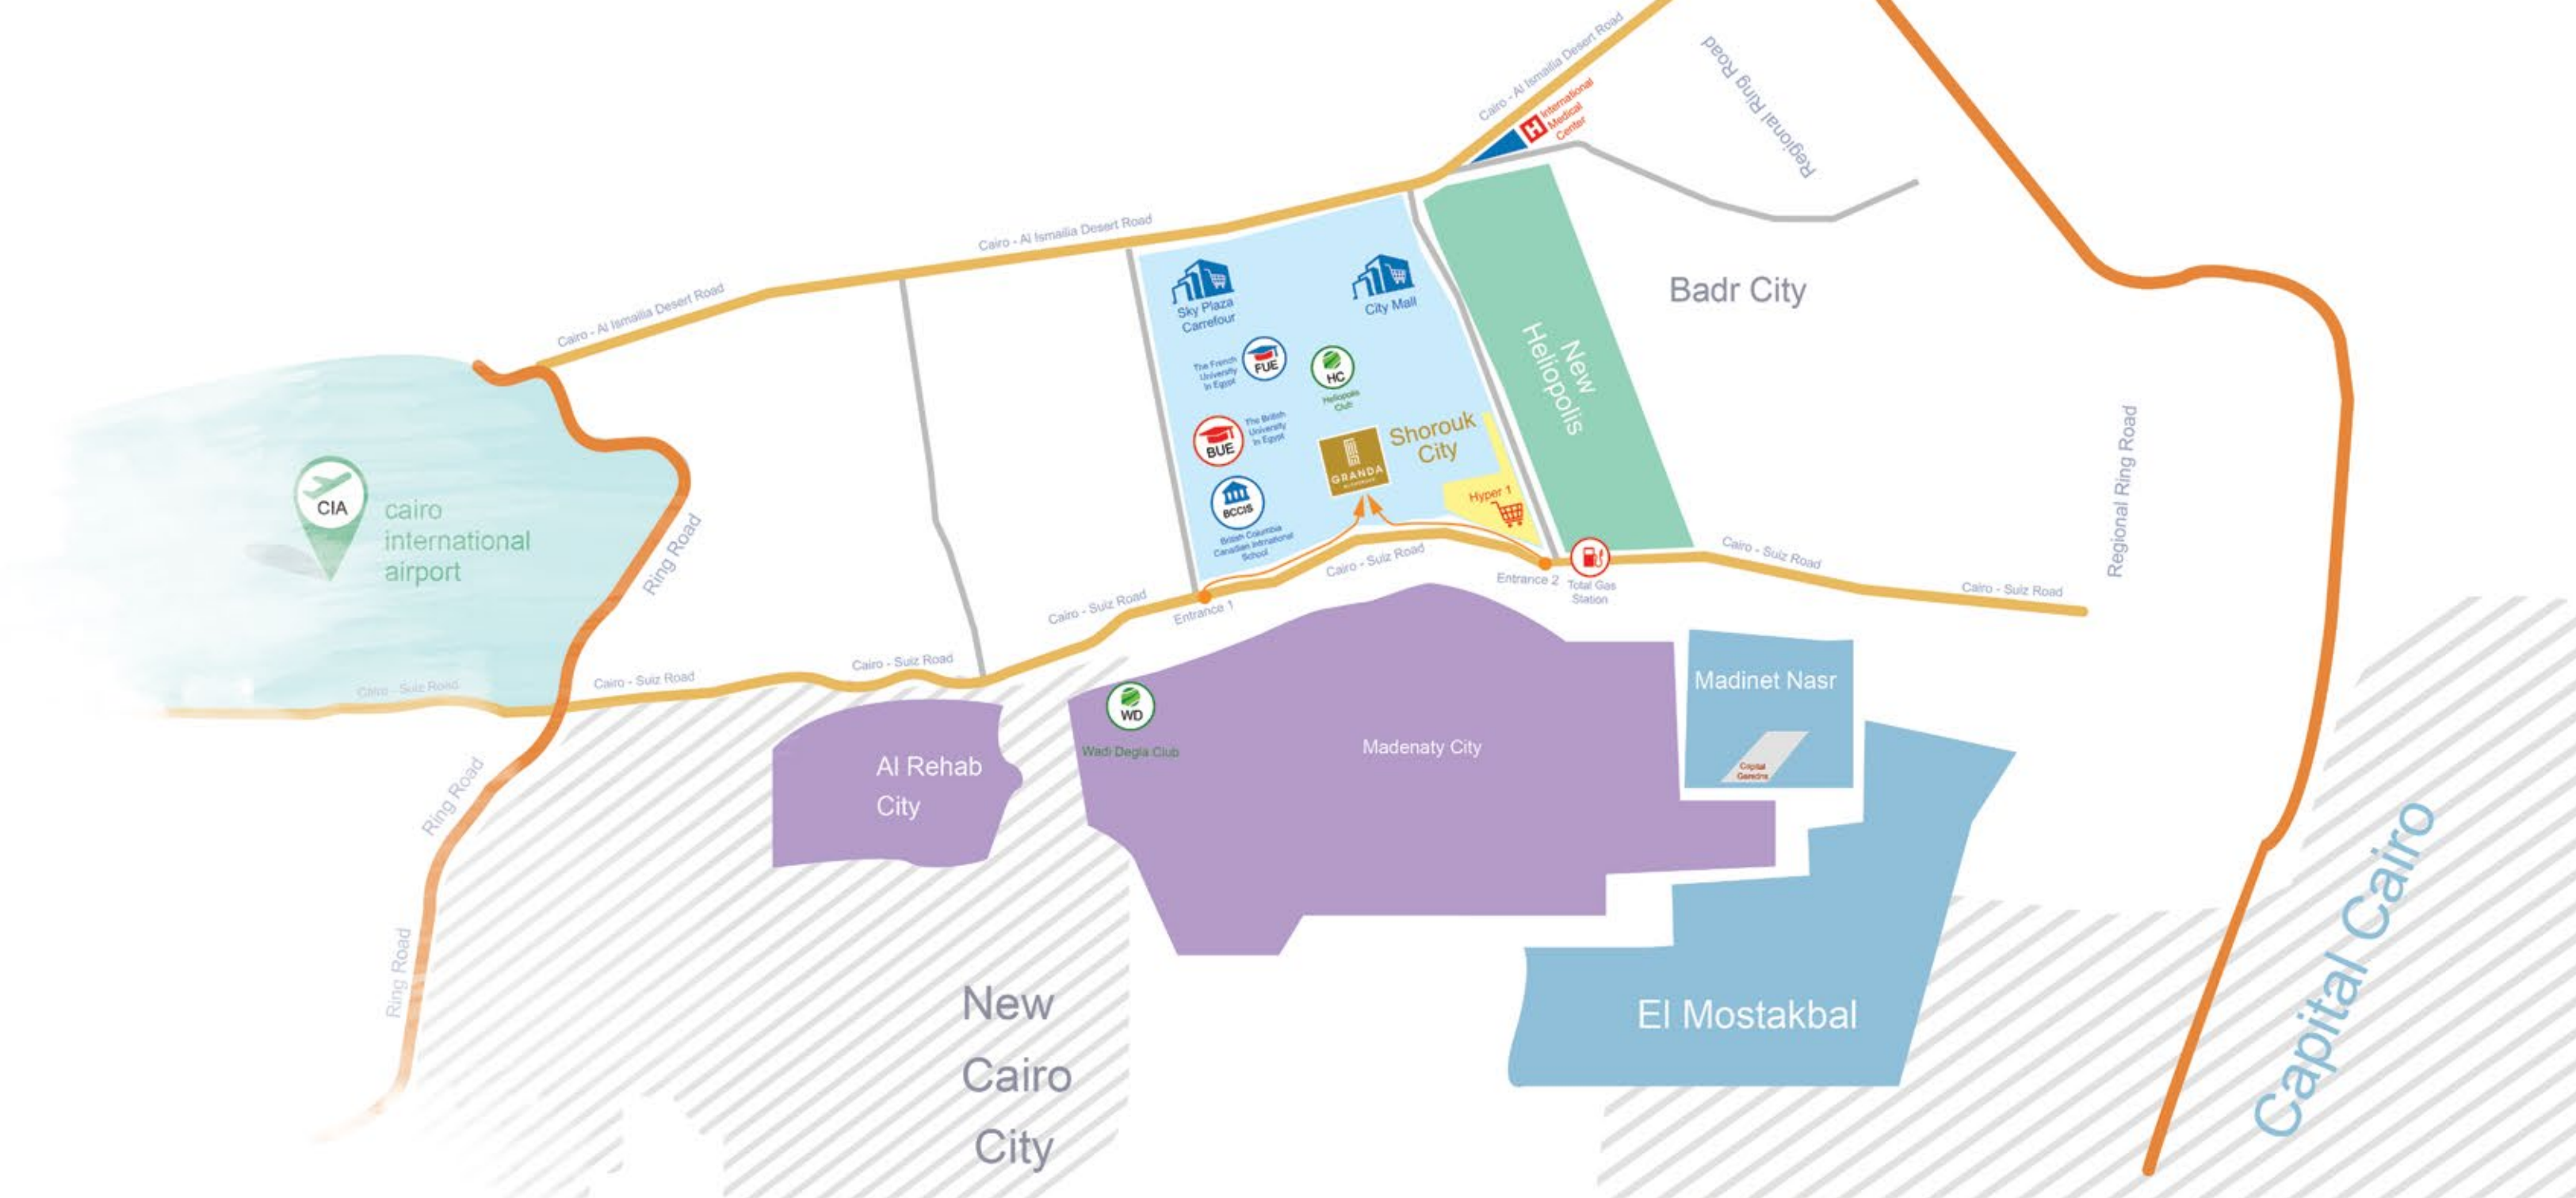 Cairo - Al Ismailia Desert Road
Regional Ring Road
H
International
Medical
Center
Cairo - Al Ismailia Desert Road
Cairo - Al Ismailia Desert Road
Sky Plaza
Carrefour
City Mall
Badr City
New
Heliopolis
The French
University
In Egypt
FUE
HC
Heliopolis
Club
BUE
The British
University
In Egypt
Shorouk
City
GRANDA
Hyper 1
BCCIS
British Columbia
Canadian Intrnational
School
CIA
cairo
international
airport
Ring Road
Regional Ring Road
Cairo - Suiz Road
Cairo - Suiz Road
Cairo - Suiz Road
Entrance 2
Total Gas
Station
Cairo - Suiz Road
Entrance 1
Cairo - Suiz Road
Cairo - Suiz Road
Cairo - Suiz Road
Cairo - Suiz Road
WD
Wadi Degla Club
Madenaty City
Madinet Nasr
Capital
Al Rehab
City
Ring Road
Ring Road
New
Cairo
City
El Mostakbal
Capital Cairo